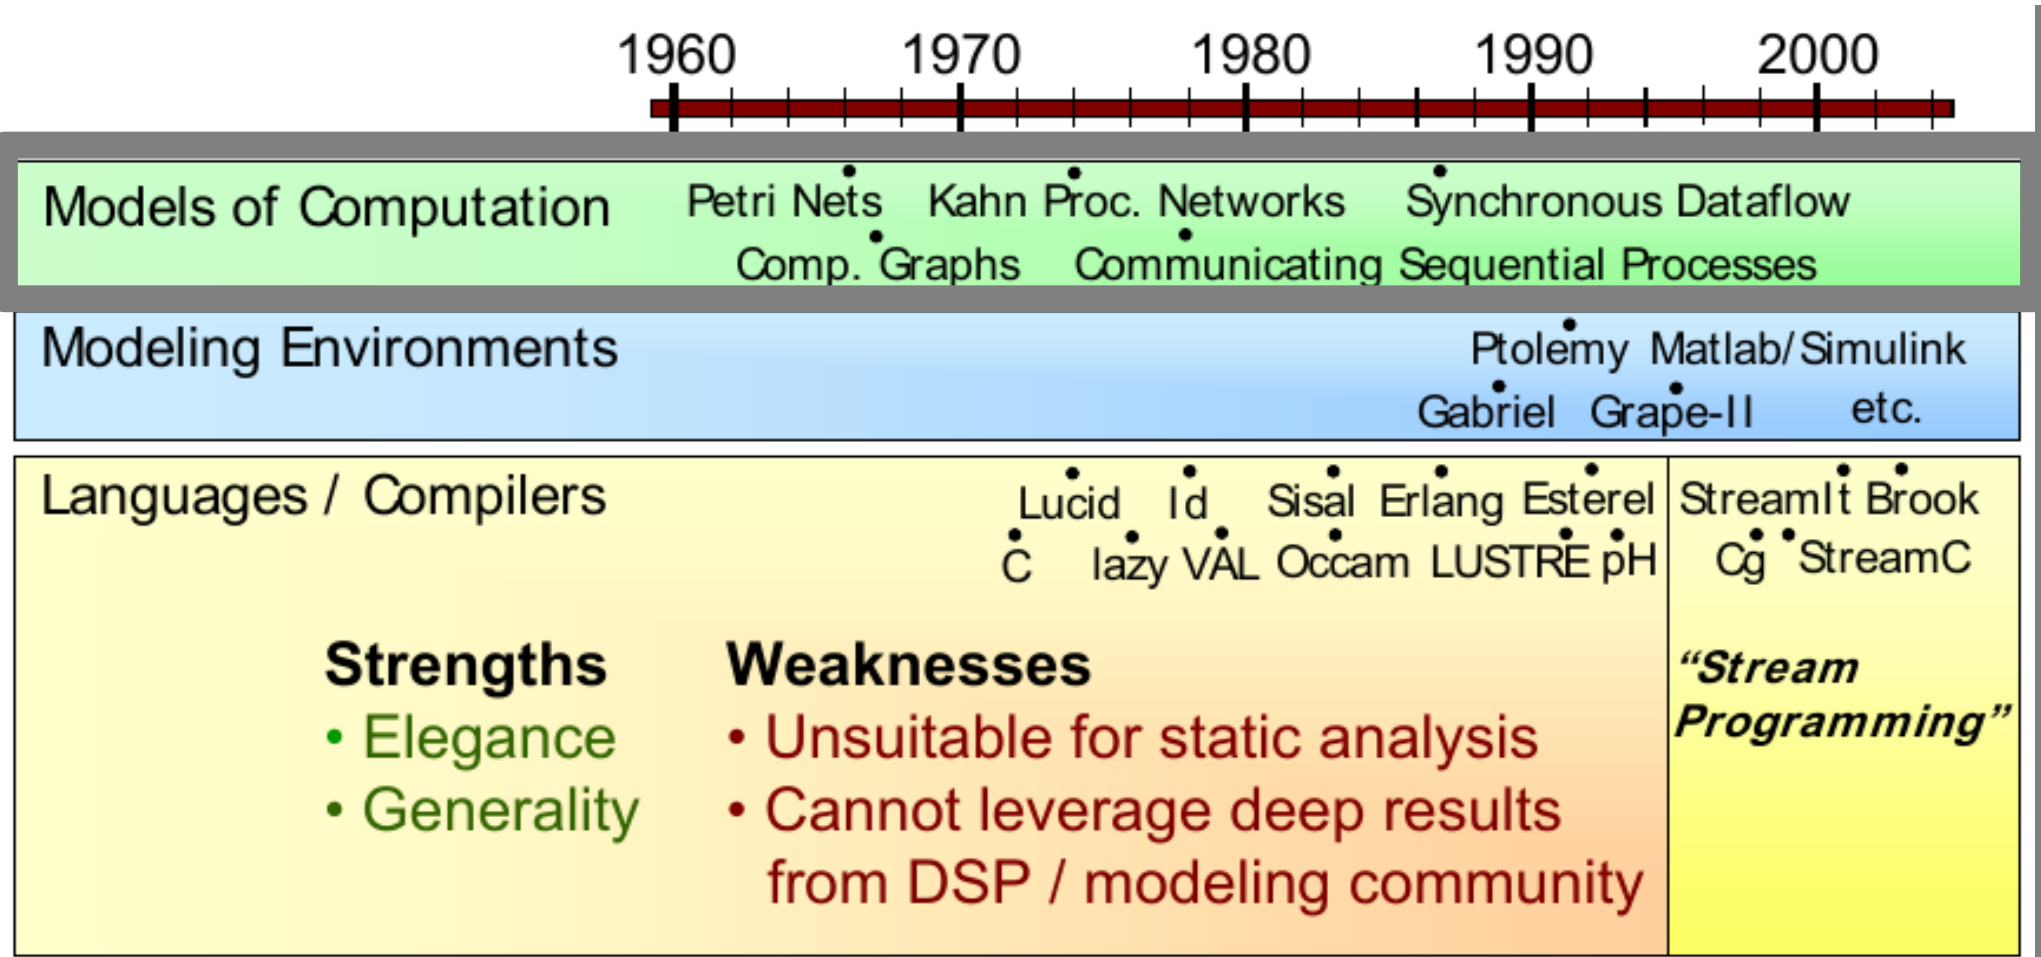 1960 1970 1980 1990 2000
Models of Computation
Petri Nets Kahn Proc. Networks Synchronous Dataflow
Comp. Graphs Communicating Sequential Processes
Modeling Environments
Ptolemy Matlab/Simulink
Gabriel Grape-II etc.
Languages / Compilers
Lucid Id Sisal Erlang Esterel StreamIt Brook
C lazy VAL Occam LUSTRE pH Cg StreamC
Strengths
• Elegance
• Generality
Weaknesses
• Unsuitable for static analysis
• Cannot leverage deep results
from DSP / modeling community
“Stream
Programming”